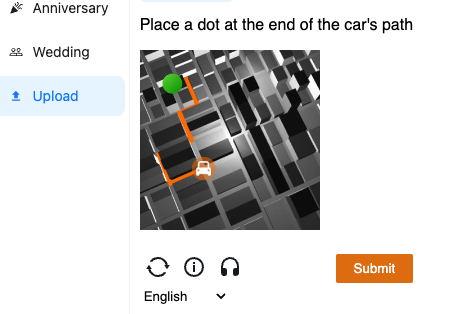 Anniversary
Wedding
Upload
Place a dot at the end of the car's path
Submit
English